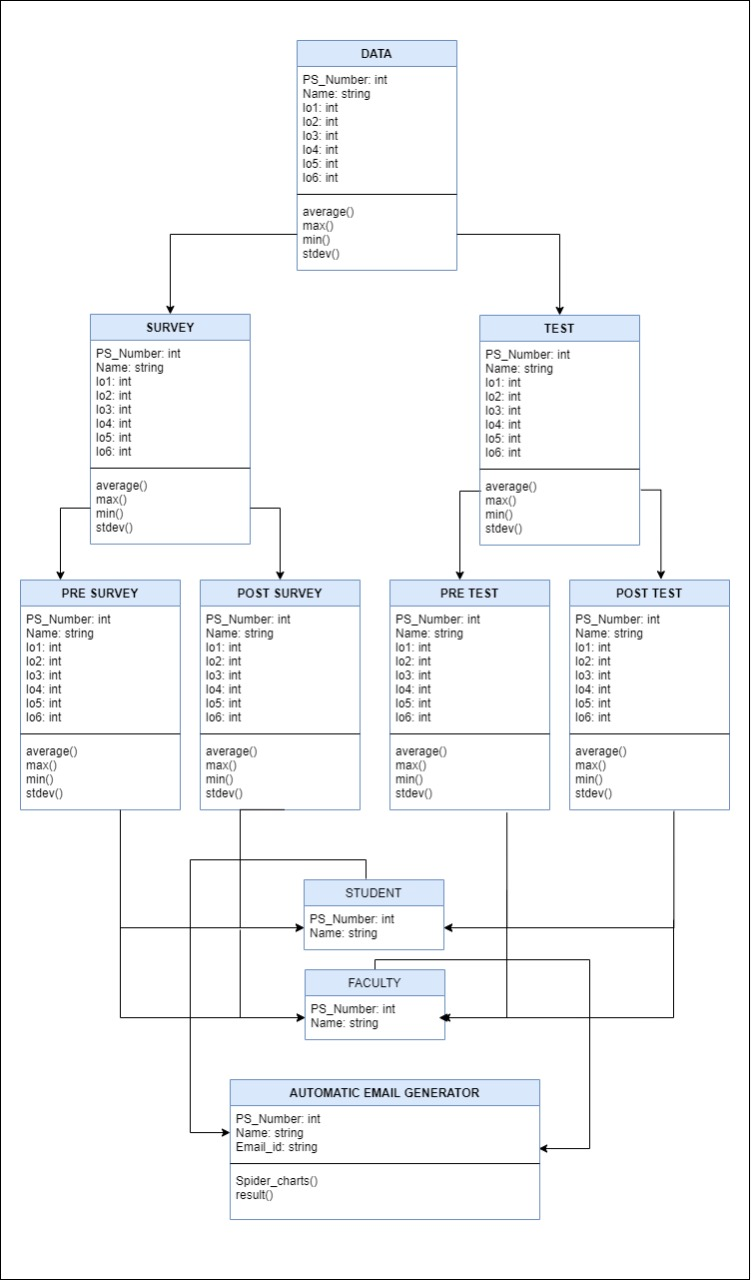 DATA
PS_Number: int
Name: string
lo1: int
lo2: int
lo3: int
lo4: int
lo5: int
lo6: int
average()
max()
min()
stdev()
SURVEY
PS_Number: int
Name: string
lo1: int
lo2: int
lo3: int
lo4: int
lo5: int
lo6: int
average()
max()
min()
stdev()
TEST
PS_Number: int
Name: string
lo1: int
lo2: int
lo3: int
lo4: int
lo5: int
lo6: int
average()
max()
min()
stdev()
PRE SURVEY
PS_Number: int
Name: string
lo1: int
lo2: int
lo3: int
lo4: int
lo5: int
lo6: int
average()
max()
min()
stdev()
POST SURVEY
PS_Number: int
Name: string
lo1: int
lo2: int
lo3: int
lo4: int
lo5: int
lo6: int
average()
max()
min()
stdev()
PRE TEST
PS_Number: int
Name: string
lo1: int
lo2: int
lo3: int
lo4: int
lo5: int
lo6: int
average()
max()
min()
stdev()
POST TEST
PS_Number: int
Name: string
lo1: int
lo2: int
lo3: int
lo4: int
lo5: int
lo6: int
average()
max()
min()
stdev()
STUDENT
PS_Number: int
Name: string
FACULTY
PS_Number: int
Name: string
AUTOMATIC EMAIL GENERATOR
PS_Number: int
Name: string
Email_id: string
Spider_charts()
result()